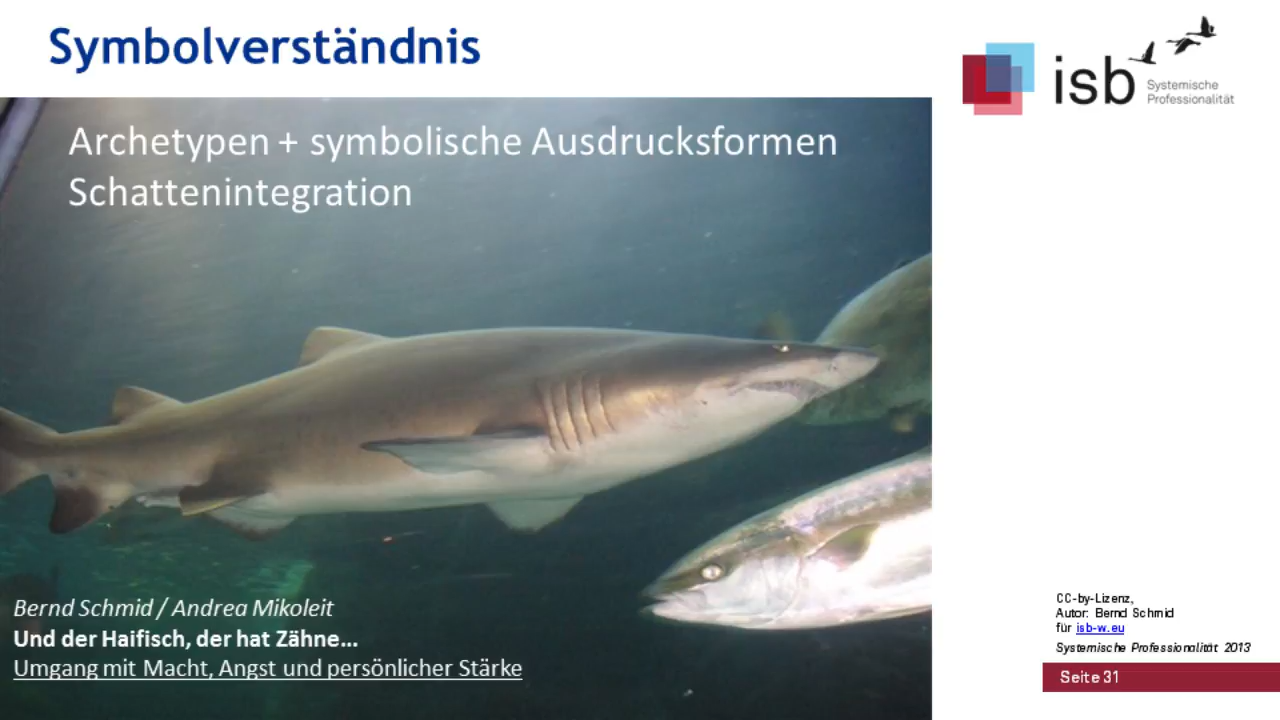 Symbolverständnis
isb
Systemische
Professionalität
Archetypen + symbolische Ausdrucksformen
Schattenintegration
Bernd Schmid / Andrea Mikoleit
Und der Haifisch, der hat Zähne...
Umgang mit Macht, Angst und persönlicher Stärke
CC-by-Lizenz,
Autor: Bernd Schmid
für isb-w.eu
Systemische Professionalität 2013
Seite 31